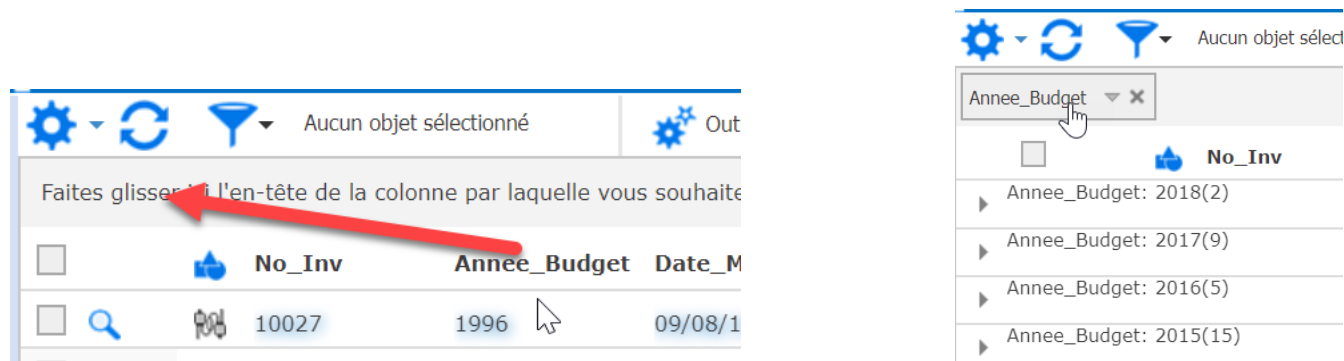 Aucun objet sélectionné
Out
Faites glisser l'en-tête de la colonne par laquelle vous souhaite
No_Inv Annee_Budget Date_M
10027 1996 09/08/1
Aucun objet sélect
Annee_Budget
No_Inv
Annee_Budget: 2018(2)
Annee_Budget: 2017(9)
Annee_Budget: 2016(5)
Annee_Budget: 2015(15)